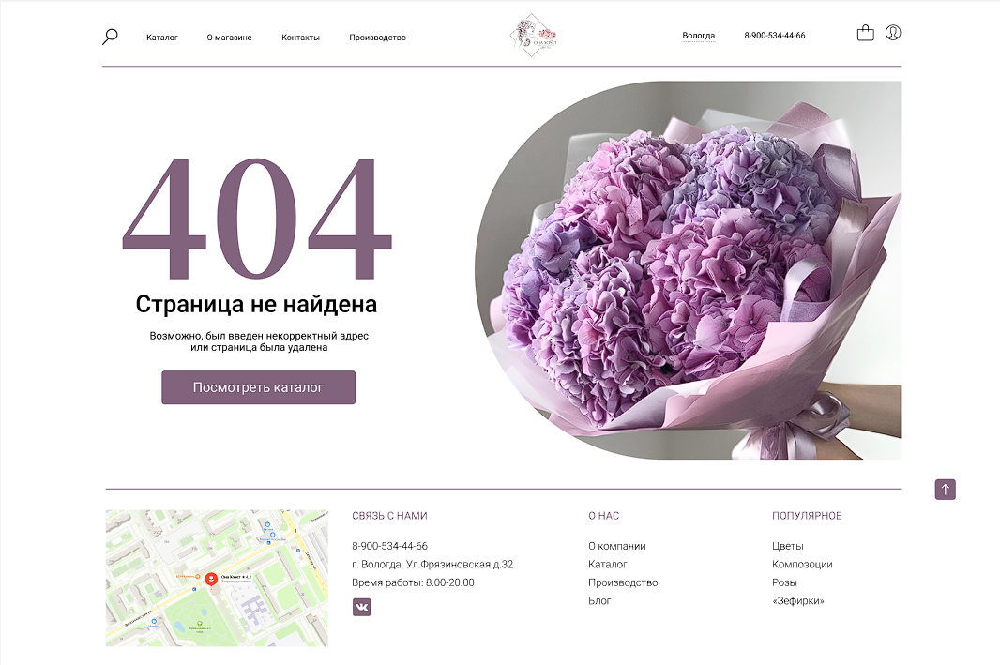 Каталог
О магазине
Контакты
Производство
ОНА ХОЧЕТ
Вологда
8-900-534-44-66
404
Страница не найдена
Возможно, был введен некорректный адрес
или страница была удалена
Посмотреть каталог
СВЯЗЬ С НАМИ
8-900-534-44-66
г. Вологда. Ул.Фрязиновская д.32
Время работы: 8.00-20.00
О НАС
О компании
Каталог
Производство
Блог
ПОПУЛЯРНОЕ
Цветы
Композоции
Розы
«Зефирки»